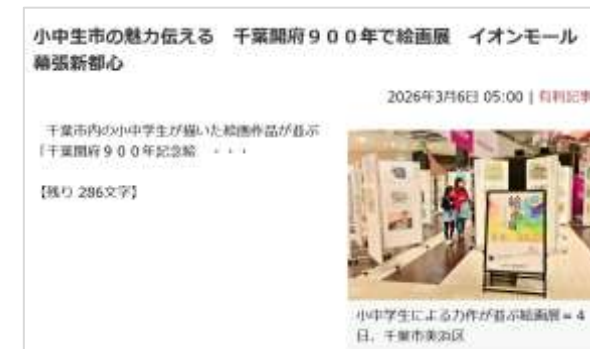 小中生市の魅力伝える　千葉開府９００年で絵画展　イオンモール
幕張新都心
2026年3月6日 05:00 | 有料記事
千葉市内の小中学生が描いた絵画作品が並ぶ
「千葉開府９００年記念絵　・・・
【残り 286文字】
絵画展
小中学生による力作が並ぶ絵画展＝４
日、千葉市美浜区